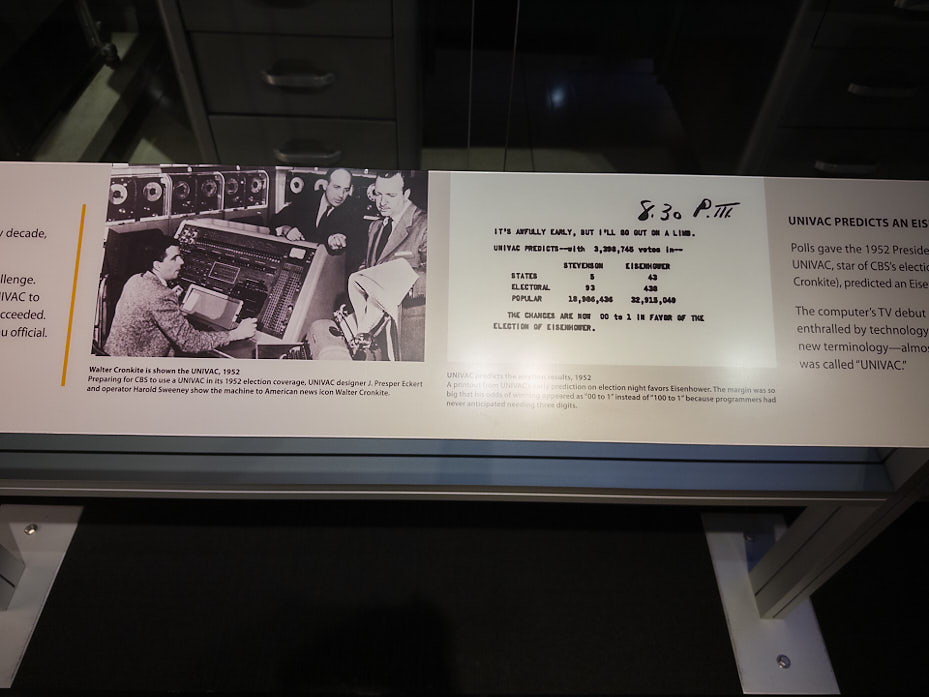 y decade,
llenge.
IVAC to
cceeded.
u official.
Walter Cronkite is shown the UNIVAC, 1952
Preparing for CBS to use a UNIVAC in its 1952 election coverage, UNIVAC designer J. Presper Eckert
and operator Harold Sweeney show the machine to American news icon Walter Cronkite.
8.30 P.M.
IT'S AWFULLY EARLY, BUT I'LL GO OUT ON A LIMB.
UNIVAC PREDICTS--with 3,398,745 votes in--
STEVENSON EISENHOWER
STATES 5 43
ELECTORAL 93 438
POPULAR 18,986,436 32,915,049
THE CHANCES ARE NOW 00 to 1 IN FAVOR OF THE
ELECTION OF EISENHOWER.
UNIVAC predicts the election results, 1952
A printout from UNIVAC's early prediction on election night favors Eisenhower. The margin was so
big that his odds of winning appeared as "00 to 1" instead of "100 to 1" because programmers had
never anticipated needing three digits.
UNIVAC PREDICTS AN EIS
Polls gave the 1952 Preside
UNIVAC, star of CBS's electi
Cronkite), predicted an Eise
The computer's TV debut
enthralled by technology
new terminology—almos
was called "UNIVAC."